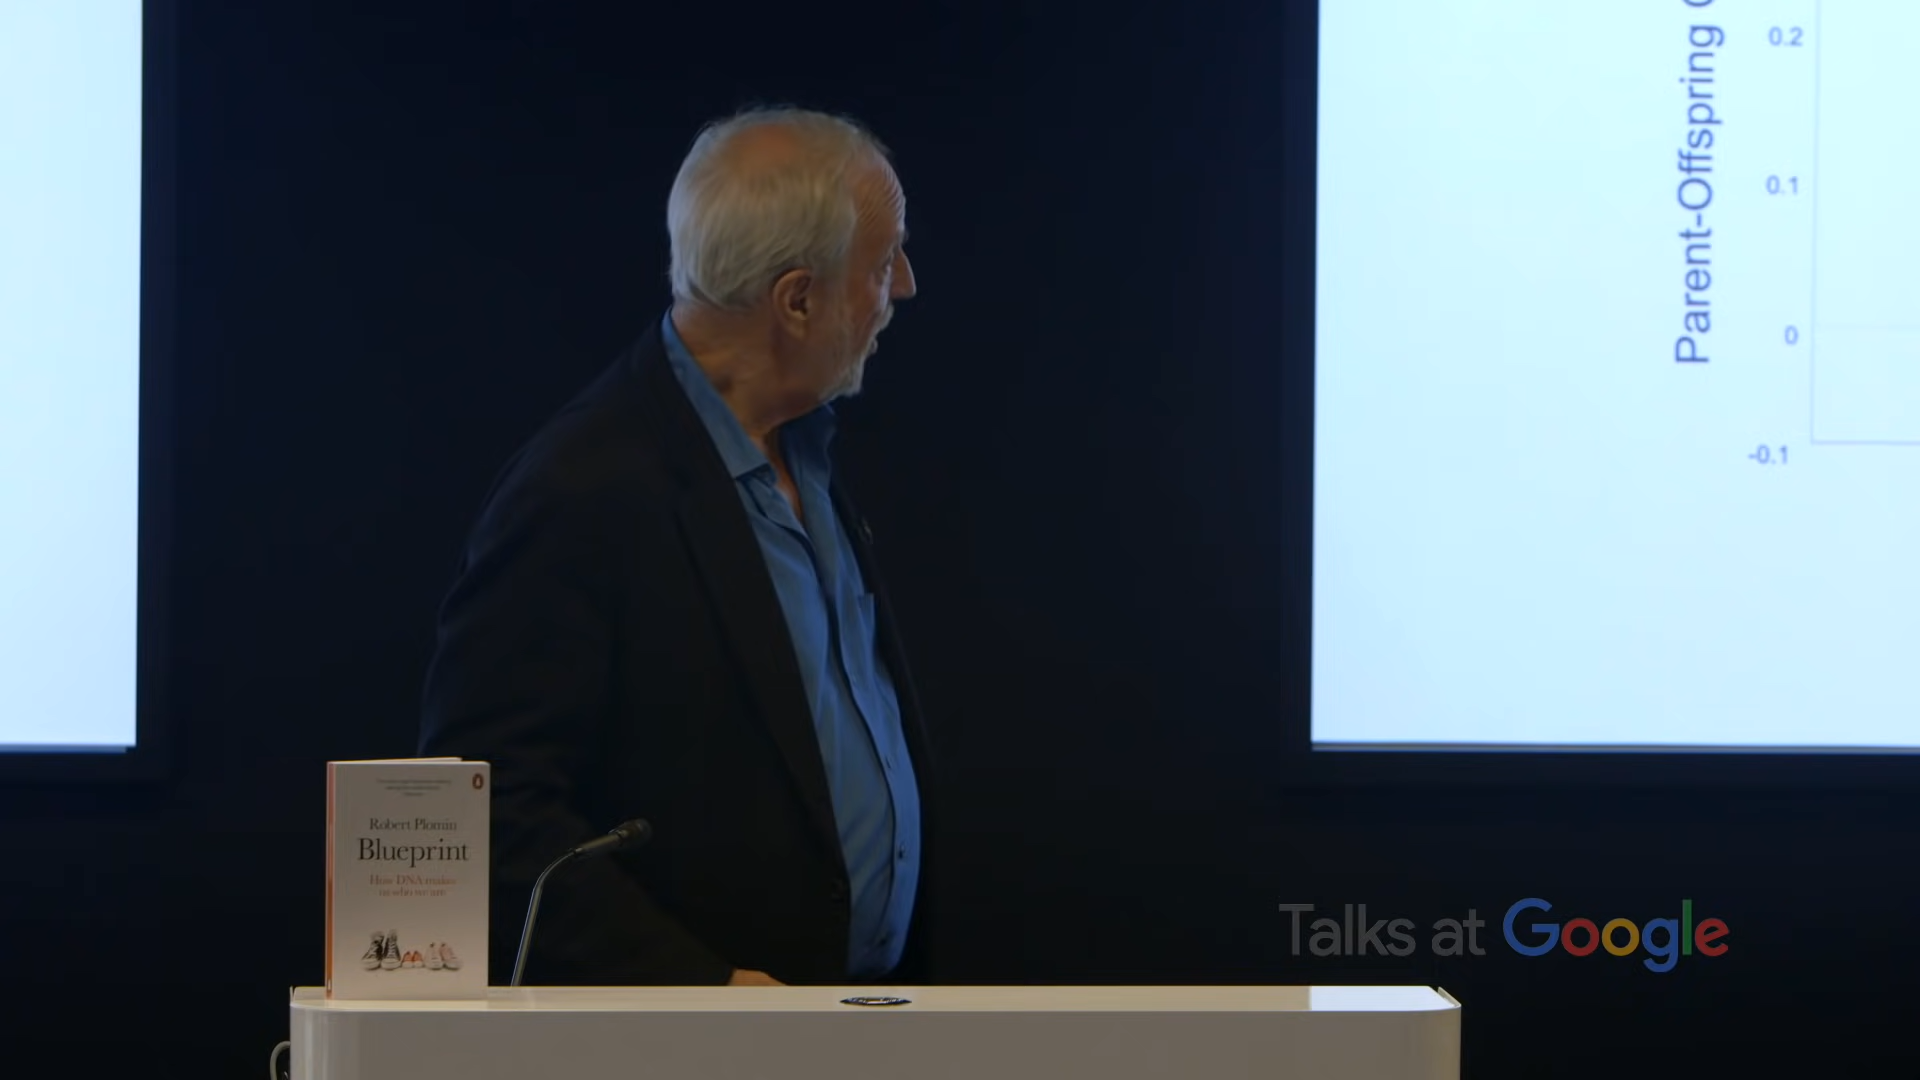 Parent-Offspring
0.2
0.1
0
-0.1
Robert Plomin
Blueprint
How DNA makes
us who we are
Talks at Google